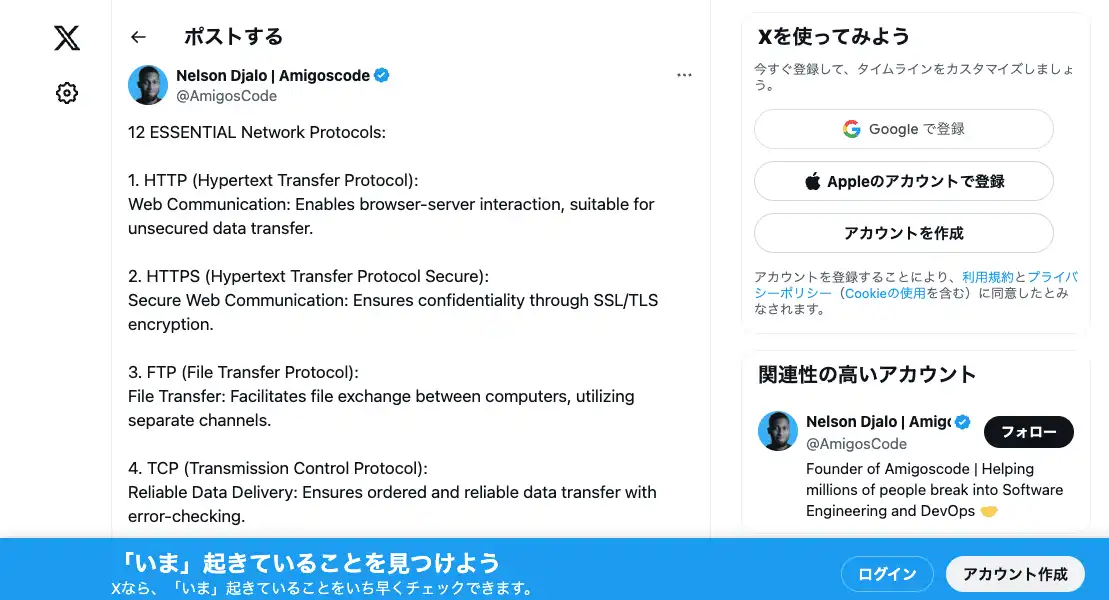 ポストする
Nelson Djalo | Amigoscode
@AmigosCode
12 ESSENTIAL Network Protocols:
1. HTTP (Hypertext Transfer Protocol):
Web Communication: Enables browser-server interaction, suitable for
unsecured data transfer.
2. HTTPS (Hypertext Transfer Protocol Secure):
Secure Web Communication: Ensures confidentiality through SSL/TLS
encryption.
3. FTP (File Transfer Protocol):
File Transfer: Facilitates file exchange between computers, utilizing
separate channels.
4. TCP (Transmission Control Protocol):
Reliable Data Delivery: Ensures ordered and reliable data transfer with
error-checking.
Xを使ってみよう
今すぐ登録して、タイムラインをカスタマイズしましょ
う。
Google で登録
Appleのアカウントで登録
アカウントを作成
アカウントを登録することにより、利用規約とプライバ
シーポリシー（Cookieの使用を含む）に同意したとみ
なされます。
関連性の高いアカウント
Nelson Djalo | Amigo
@AmigosCode
フォロー
Founder of Amigoscode | Helping
millions of people break into Software
Engineering and DevOps
「いま」起きていることを見つけよう
Xなら、「いま」起きていることをいち早くチェックできます。
ログイン
アカウント作成